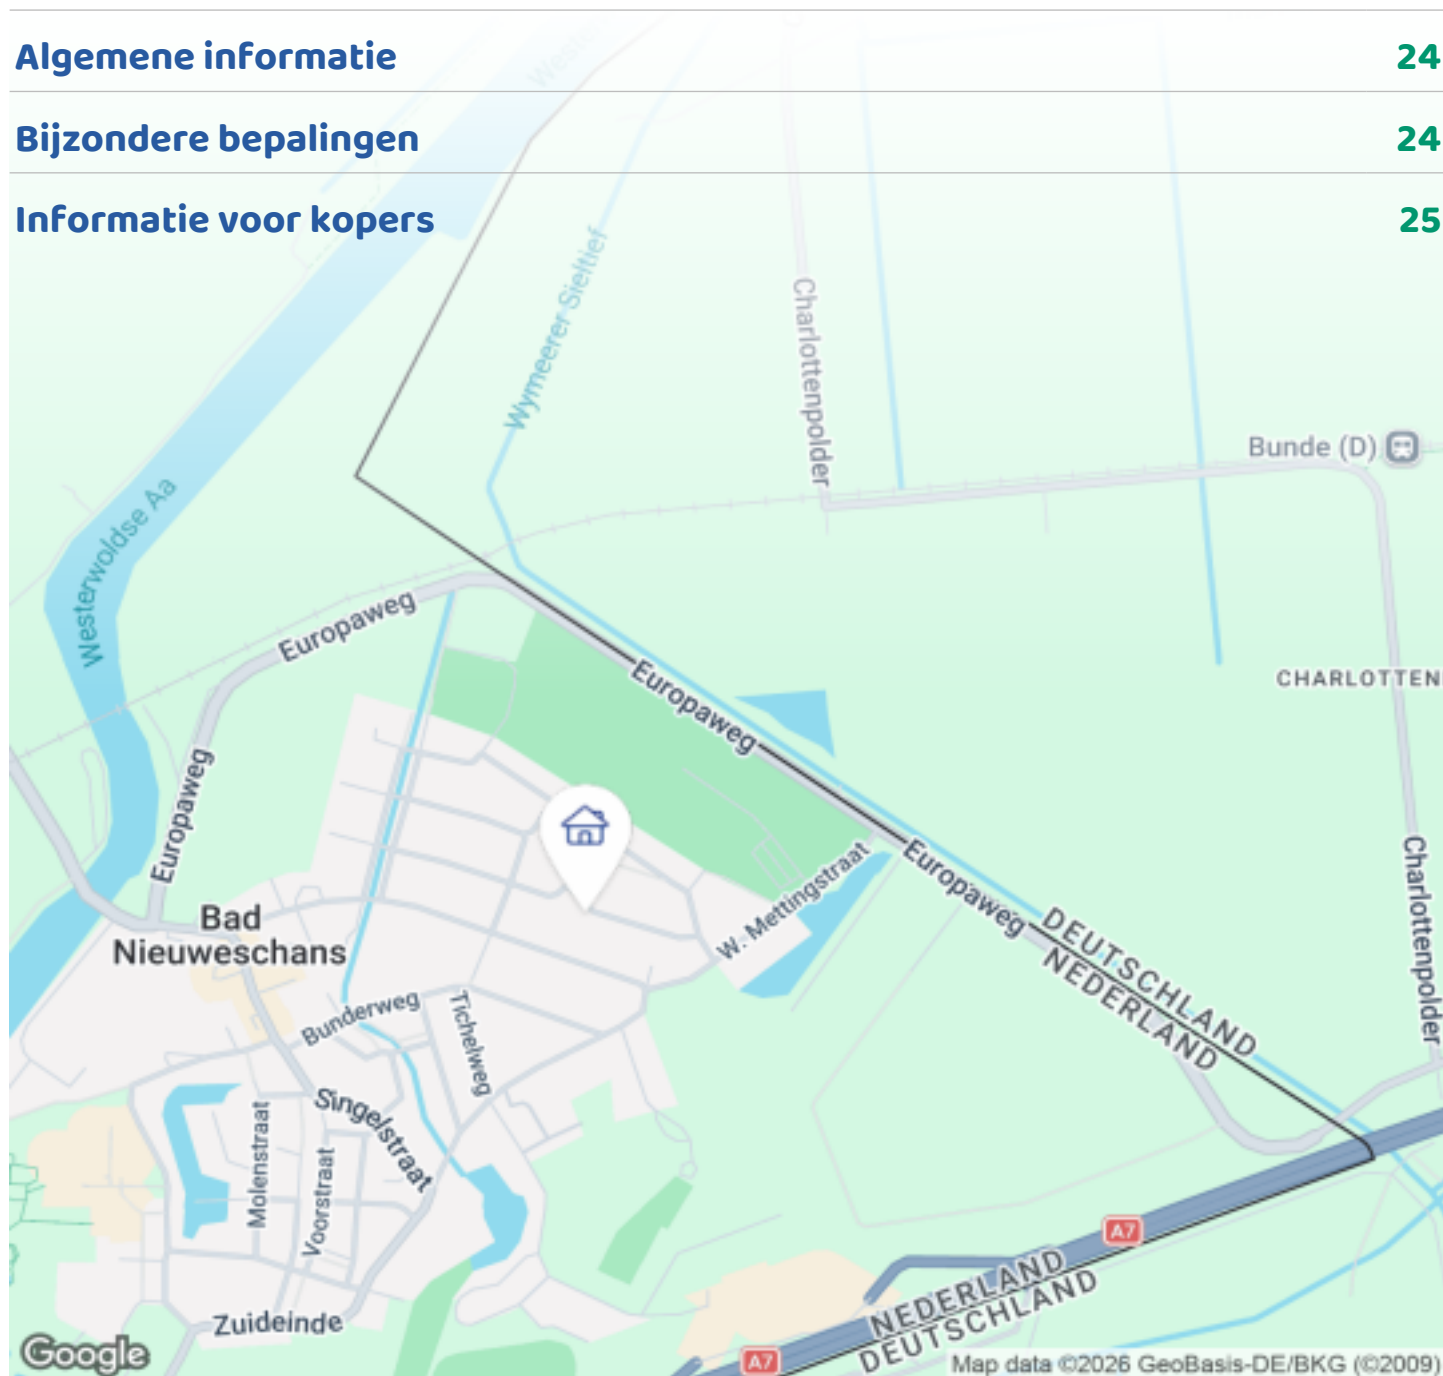 Algemene informatie 24
Bijzondere bepalingen 24
Informatie voor kopers 25
Wymeerer Sieltief
Charlottenpolder
Bunde (D)
Westerwoldse Aa
Europaweg
Europaweg
CHARLOTTEN
Europaweg
Charlottenpolder
W. Mettingstraat
Europaweg
Bad
Nieuweschans
DEUTSCHLAND
NEDERLAND
Bunderweg
Tichelweg
Singelstraat
Molenstraat
Voorstraat
Zuideinde
A7
NEDERLAND
DEUTSCHLAND
A7
Google
Map data ©2026 GeoBasis-DE/BKG (©2009)